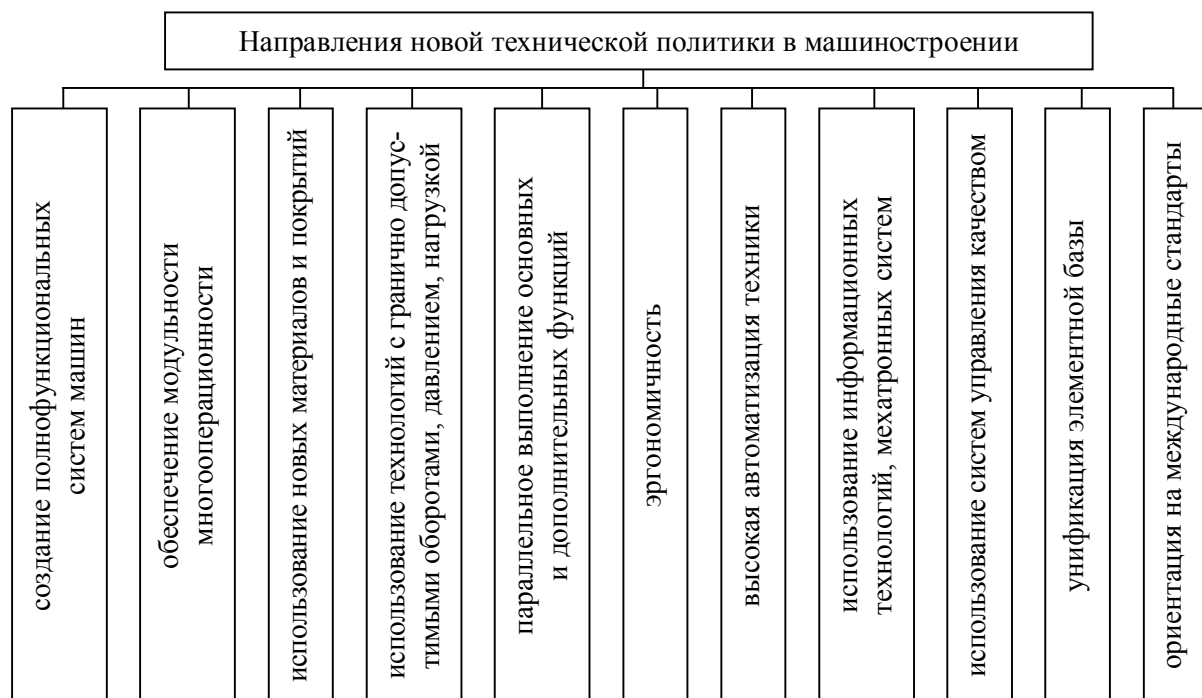 Направления новой технической политики в машиностроении
создание полнофункциональных
систем машин
обеспечение модульности
многооперационности
использование новых материалов и покрытий
использование технологий с гранично допус-
тимыми оборотами, давлением, нагрузкой
параллельное выполнение основных
и дополнительных функций
эргономичность
высокая автоматизация техники
использование информационных
технологий, мехатронных систем
использование систем управления качеством
унификация элементной базы
ориентация на международные стандарты